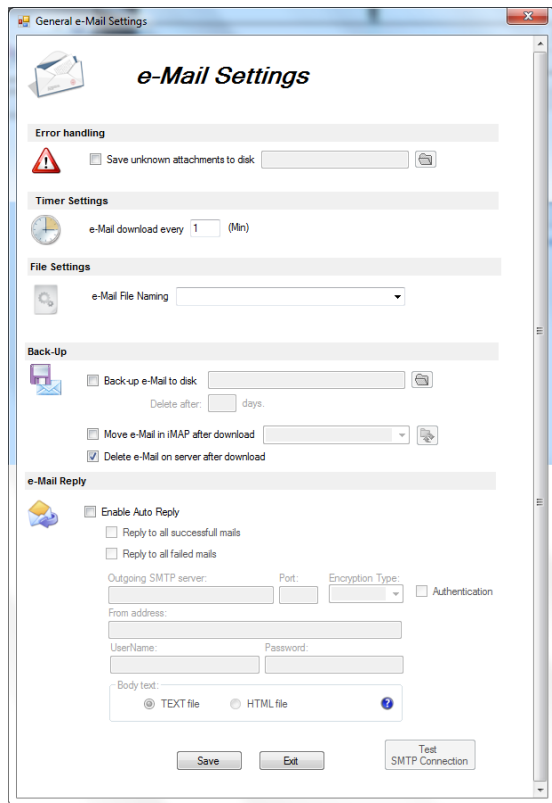 General e-Mail Settings
e-Mail Settings
Error handling
Save unknown attachments to disk
Timer Settings
e-Mail download every 1 (Min)
File Settings
e-Mail File Naming
Back-Up
Back-up e-Mail to disk
Delete after: days.
Move e-Mail in iMAP after download
Delete e-Mail on server after download
e-Mail Reply
Enable Auto Reply
Reply to all successfull mails
Reply to all failed mails
Outgoing SMTP server: Port: Encryption Type:
Authentication
From address:
UserName: Password:
Body text:
TEXT file HTML file ?
Save Exit Test
SMTP Connection